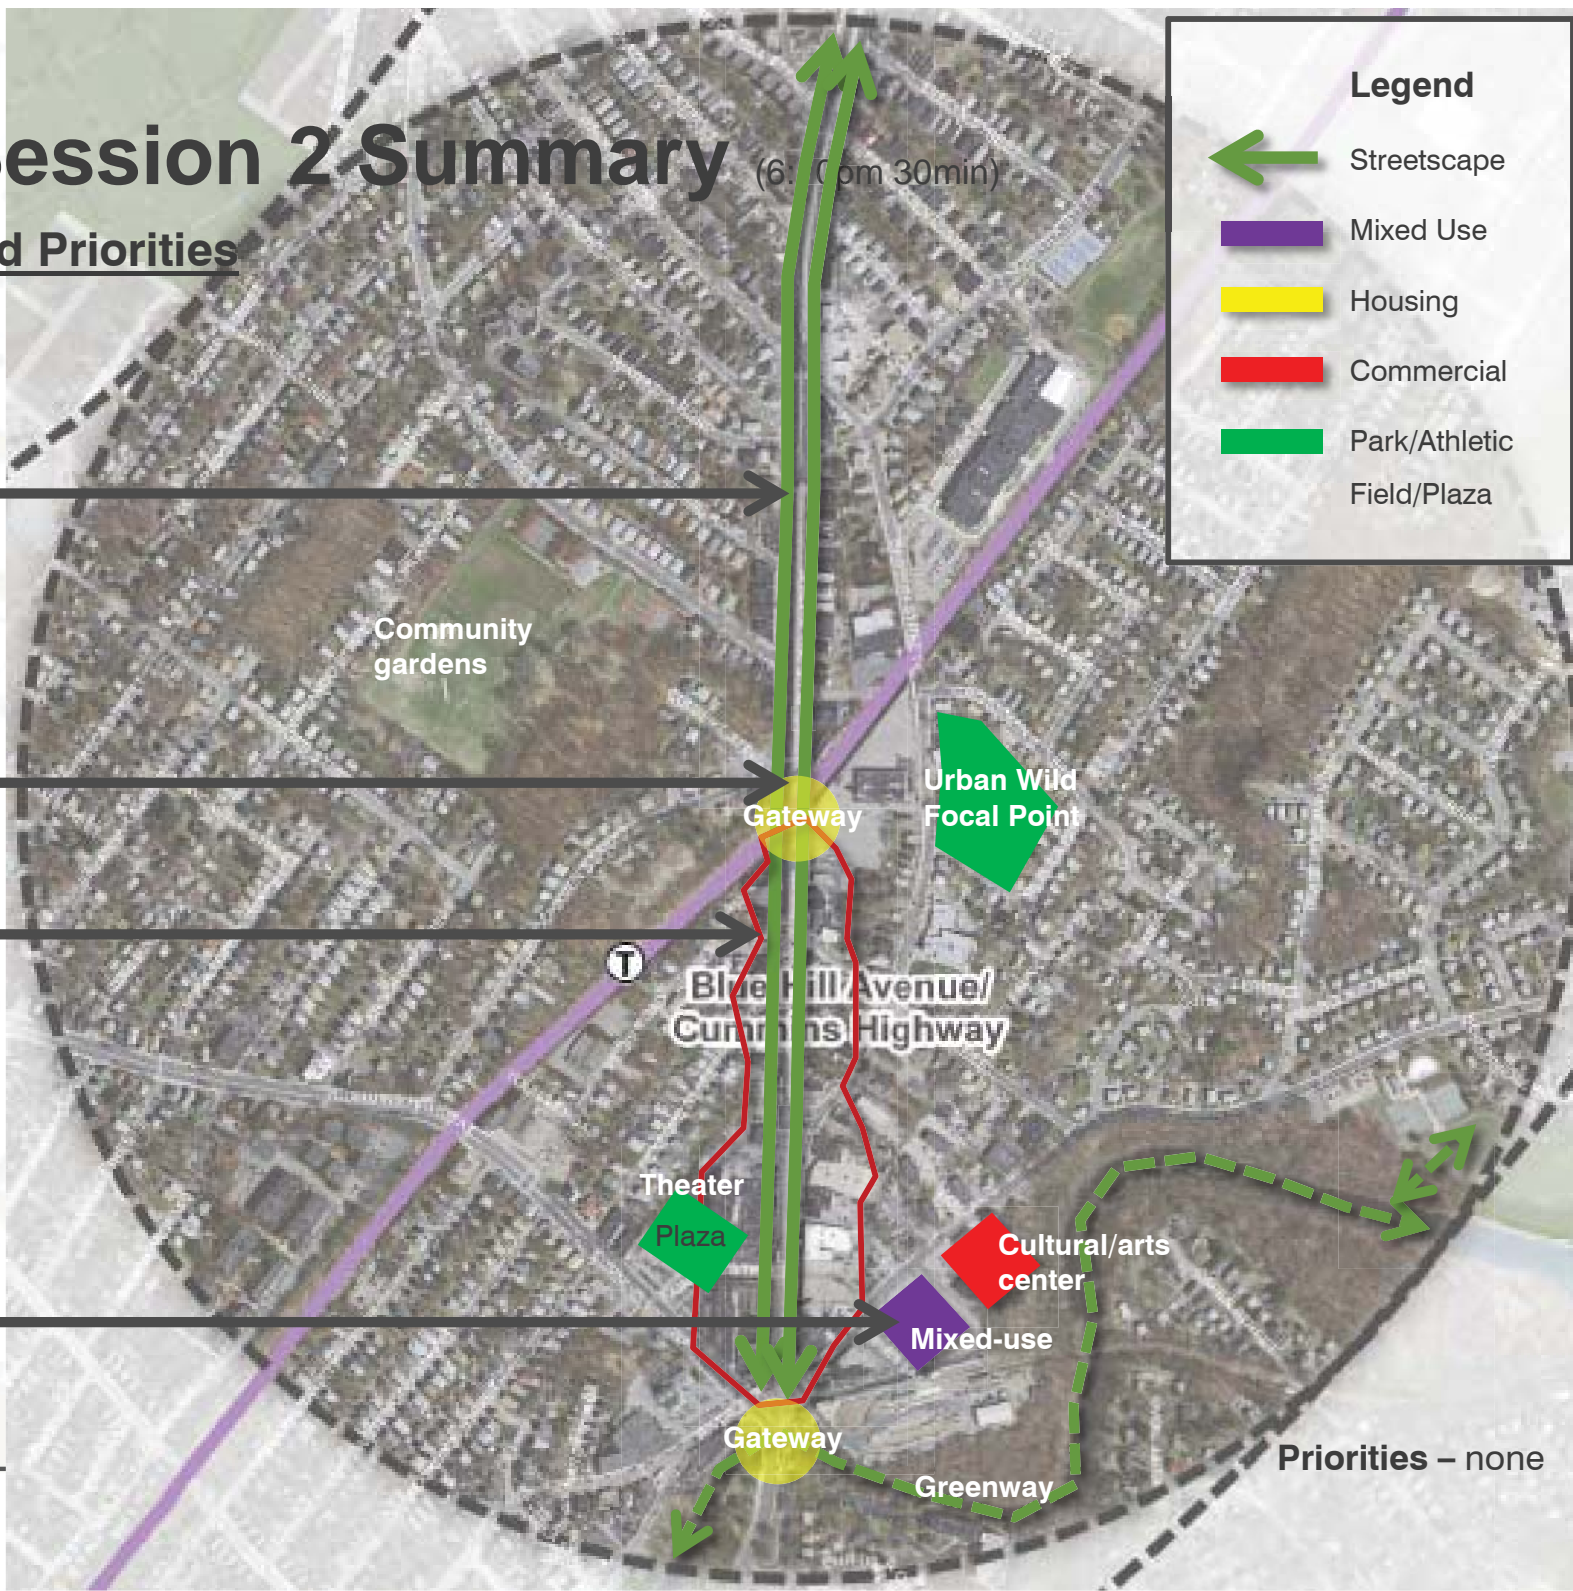 ession 2 Summary
d Priorities
Legend
Streetscape
Mixed Use
Housing
Commercial
Park/Athletic
Field/Plaza
Community
gardens
Gateway
Urban Wild
Focal Point
T
Blue Hill Avenue/
Cummins Highway
Theater
Plaza
Cultural/arts
center
Mixed-use
Gateway
Greenway
Priorities – none